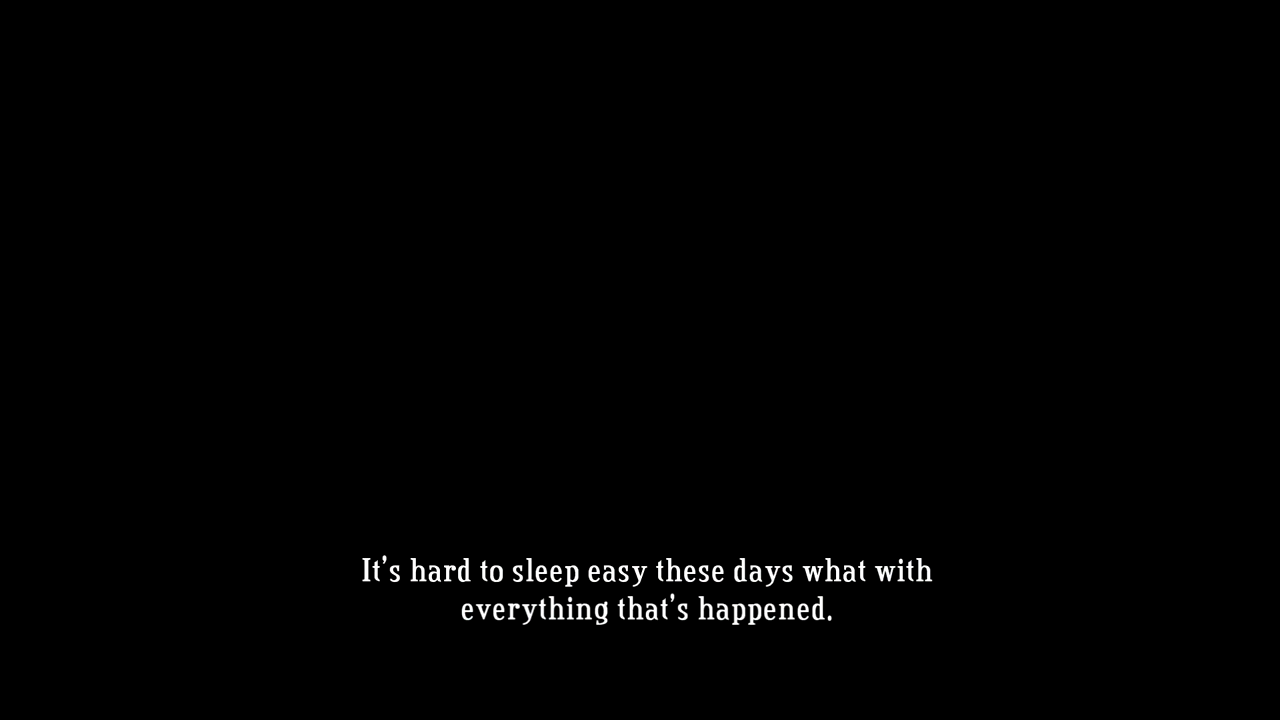 It's hard to sleep easy these days what with
everything that's happened.